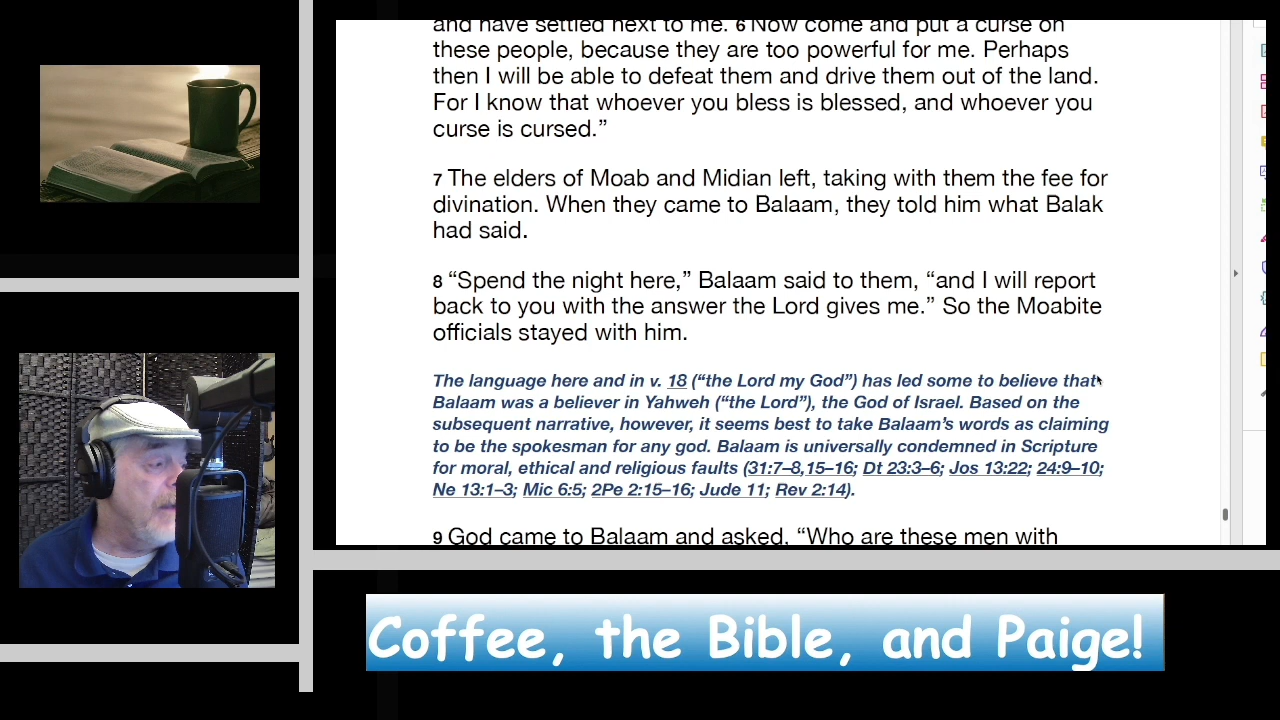 and have settled next to me. 6 Now come and put a curse on
these people, because they are too powerful for me. Perhaps
then I will be able to defeat them and drive them out of the land.
For I know that whoever you bless is blessed, and whoever you
curse is cursed.”
7 The elders of Moab and Midian left, taking with them the fee for
divination. When they came to Balaam, they told him what Balak
had said.
8 “Spend the night here,” Balaam said to them, “and I will report
back to you with the answer the Lord gives me.” So the Moabite
officials stayed with him.
The language here and in v. 18 (“the Lord my God”) has led some to believe that
Balaam was a believer in Yahweh (“the Lord”), the God of Israel. Based on the
subsequent narrative, however, it seems best to take Balaam’s words as claiming
to be the spokesman for any god. Balaam is universally condemned in Scripture
for moral, ethical and religious faults (31:7–8,15–16; Dt 23:3–6; Jos 13:22; 24:9–10;
Ne 13:1–3; Mic 6:5; 2Pe 2:15–16; Jude 11; Rev 2:14).
9 God came to Balaam and asked, “Who are these men with
Coffee, the Bible, and Paige!